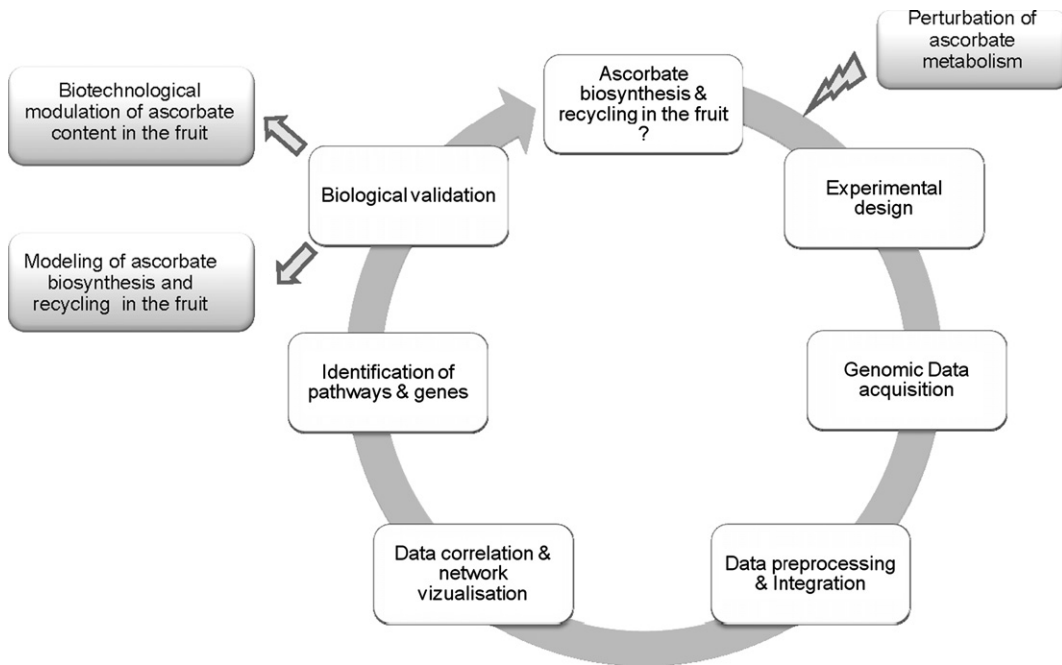 Perturbation of
ascorbate
metabolism
Ascorbate
biosynthesis &
recycling in the fruit
?
Biotechnological
modulation of ascorbate
content in the fruit
Biological validation
Experimental
design
Modeling of ascorbate
biosynthesis and
recycling in the fruit
Identification of
pathways & genes
Genomic Data
acquisition
Data correlation &
network
vizualisation
Data preprocessing
& Integration